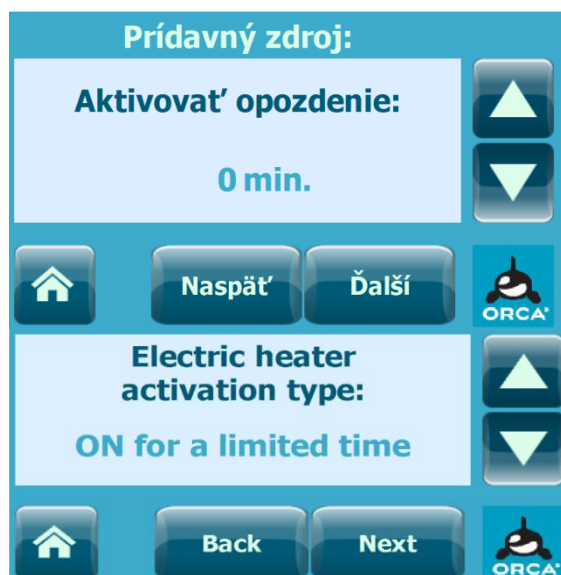 Prídavný zdroj:
Aktivovať opozdenie:
0 min.
Naspäť Ďalší
ORCA
Electric heater
activation type:
ON for a limited time
Back Next
ORCA